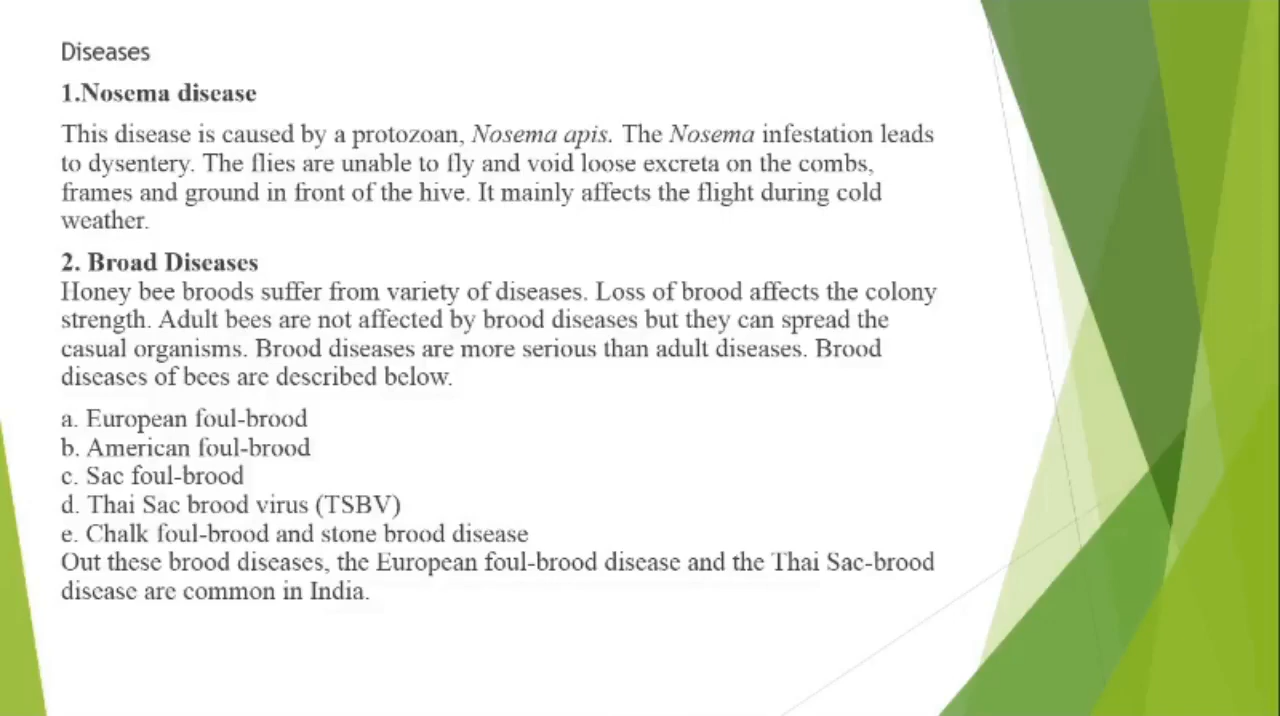 Diseases
1.Nosema disease
This disease is caused by a protozoan, Nosema apis. The Nosema infestation leads
to dysentery. The flies are unable to fly and void loose excreta on the combs,
frames and ground in front of the hive. It mainly affects the flight during cold
weather.
2. Broad Diseases
Honey bee broods suffer from variety of diseases. Loss of brood affects the colony
strength. Adult bees are not affected by brood diseases but they can spread the
casual organisms. Brood diseases are more serious than adult diseases. Brood
diseases of bees are described below.
a. European foul-brood
b. American foul-brood
c. Sac foul-brood
d. Thai Sac brood virus (TSBV)
e. Chalk foul-brood and stone brood disease
Out these brood diseases, the European foul-brood disease and the Thai Sac-brood
disease are common in India.